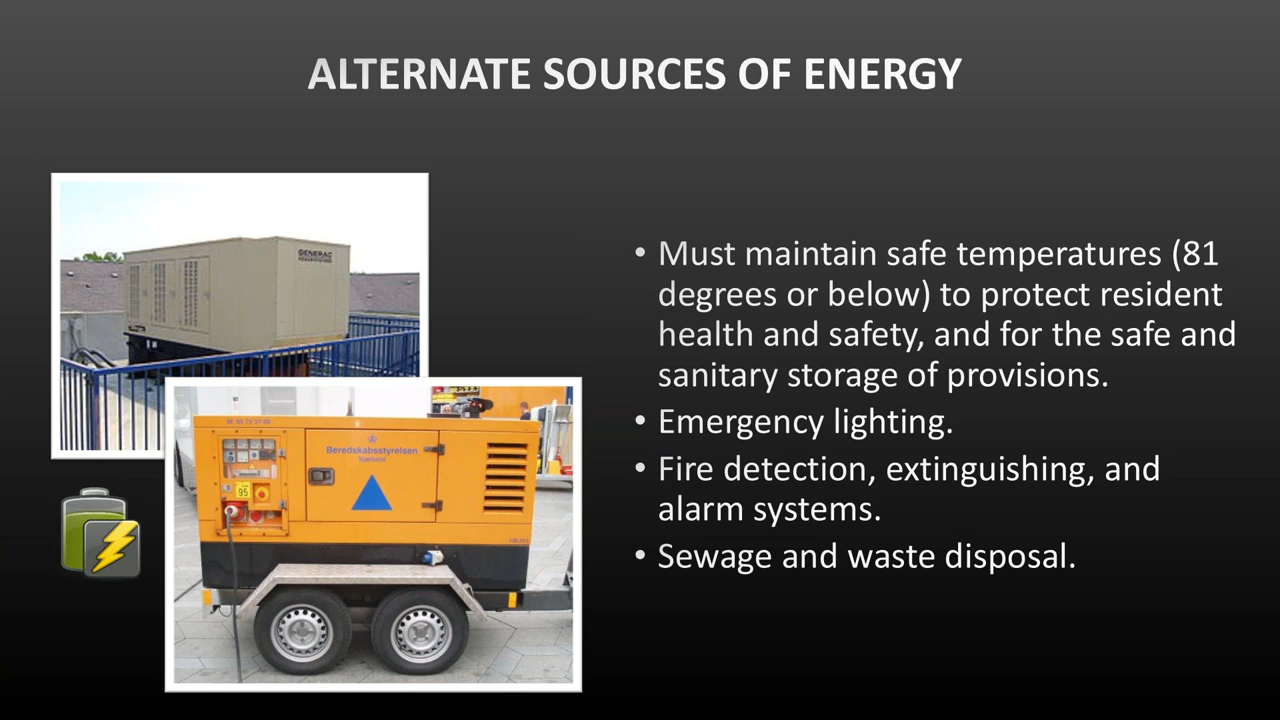 ALTERNATE SOURCES OF ENERGY
GENERAC
• Must maintain safe temperatures (81
degrees or below) to protect resident
health and safety, and for the safe and
sanitary storage of provisions.
• Emergency lighting.
• Fire detection, extinguishing, and
alarm systems.
• Sewage and waste disposal.
Beredskabsstyrelsen
Sjælland
95